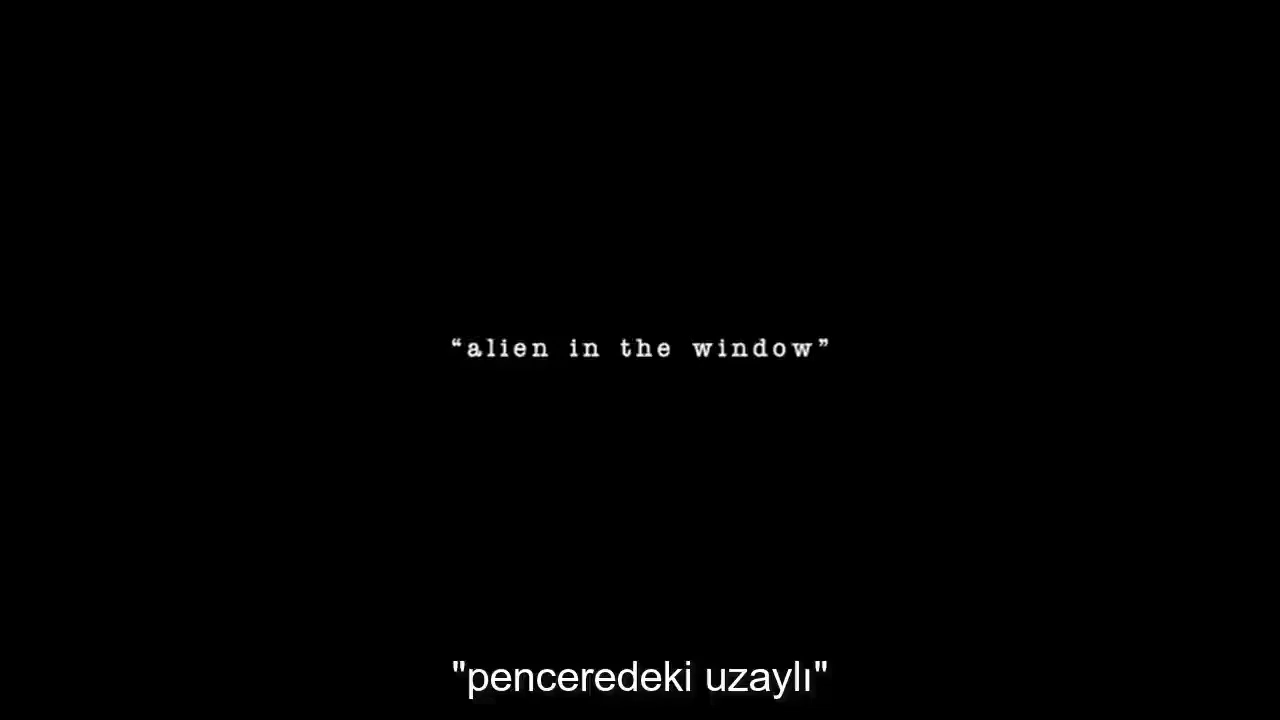 “alien in the window”
"penceredeki uzaylı"